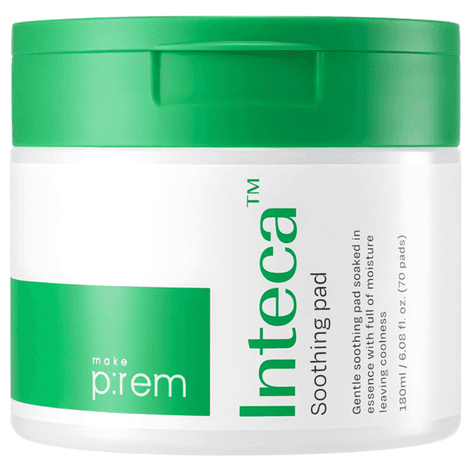 make
p:rem
Inteca™
Soothing pad
Gentle soothing pad soaked in
essence with full of moisture
leaving coolness
180ml / 6.08 fl. oz. (70 pads)